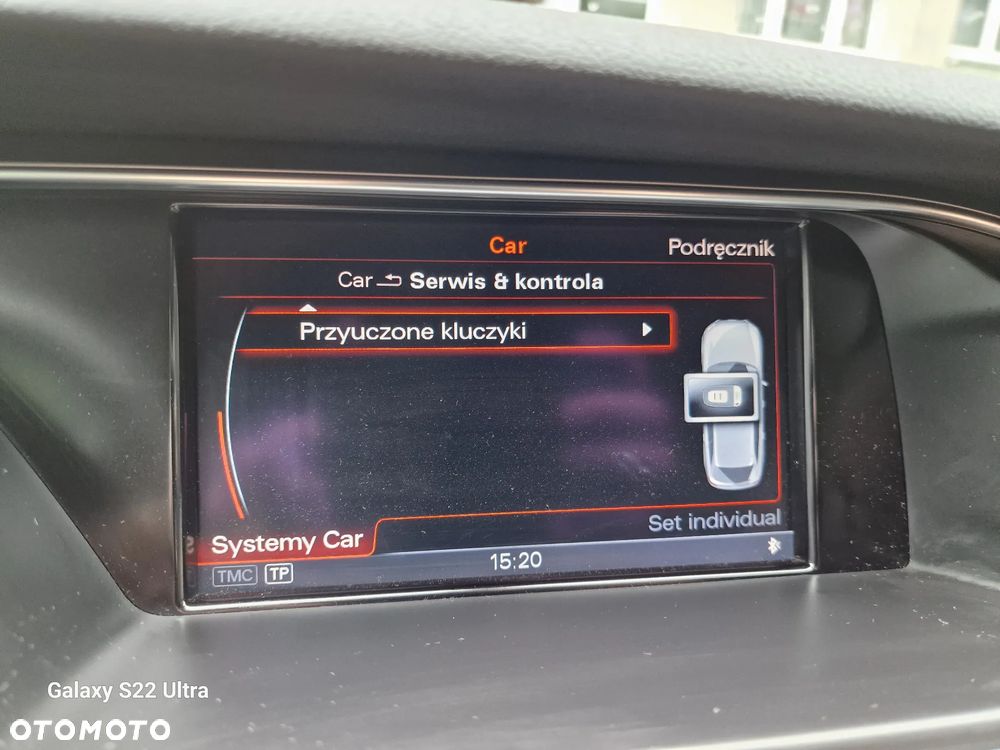 Car
Podręcznik
Car Serwis & kontrola
Przyuczone kluczyki
Set individual
Systemy Car
TMC TP
15:20
Galaxy S22 Ultra
OTOMOTO